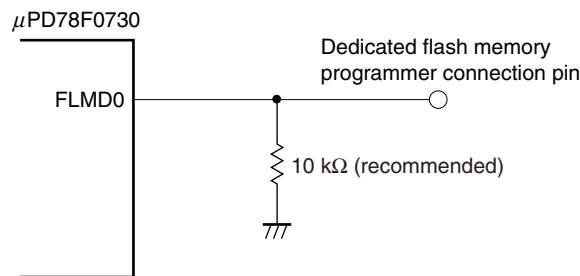 μPD78F0730
Dedicated flash memory
programmer connection pin
FLMD0
10 kΩ (recommended)